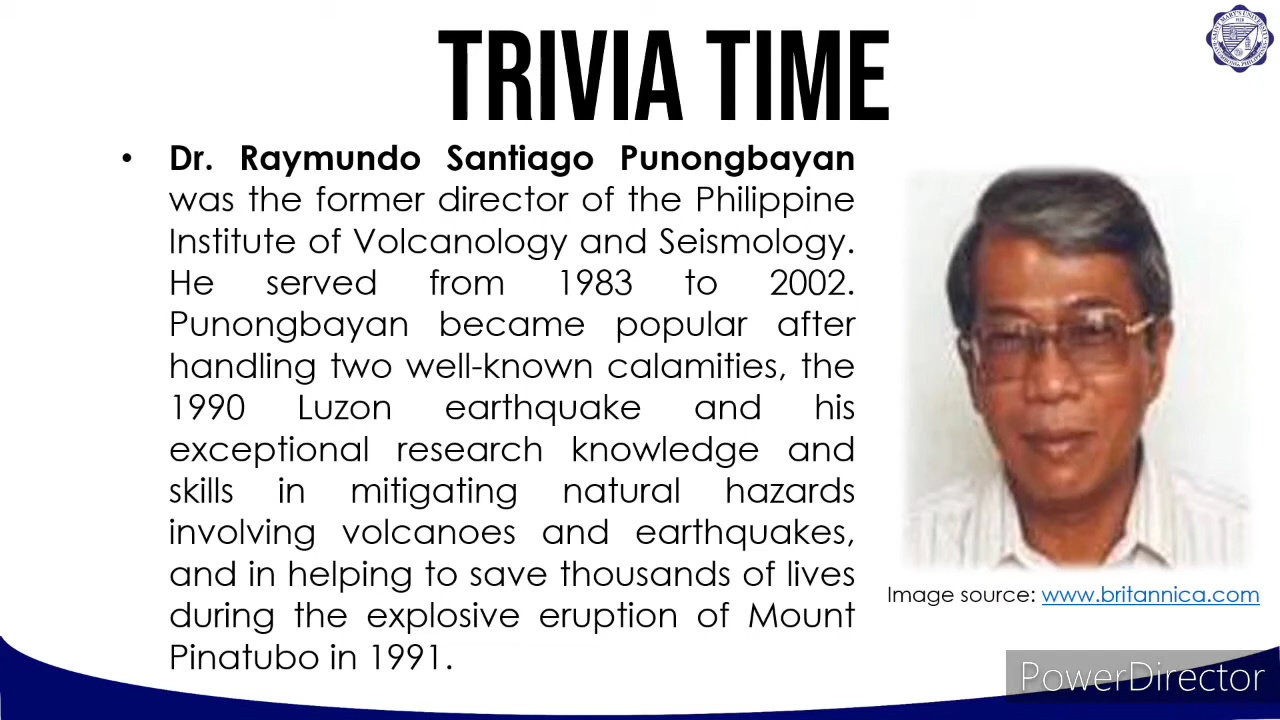 TRIVIA TIME
• Dr. Raymundo Santiago Punongbayan
was the former director of the Philippine
Institute of Volcanology and Seismology.
He served from 1983 to 2002.
Punongbayan became popular after
handling two well-known calamities, the
1990 Luzon earthquake and his
exceptional research knowledge and
skills in mitigating natural hazards
involving volcanoes and earthquakes,
and in helping to save thousands of lives
during the explosive eruption of Mount
Pinatubo in 1991.
Image source: www.britannica.com
PowerDirector